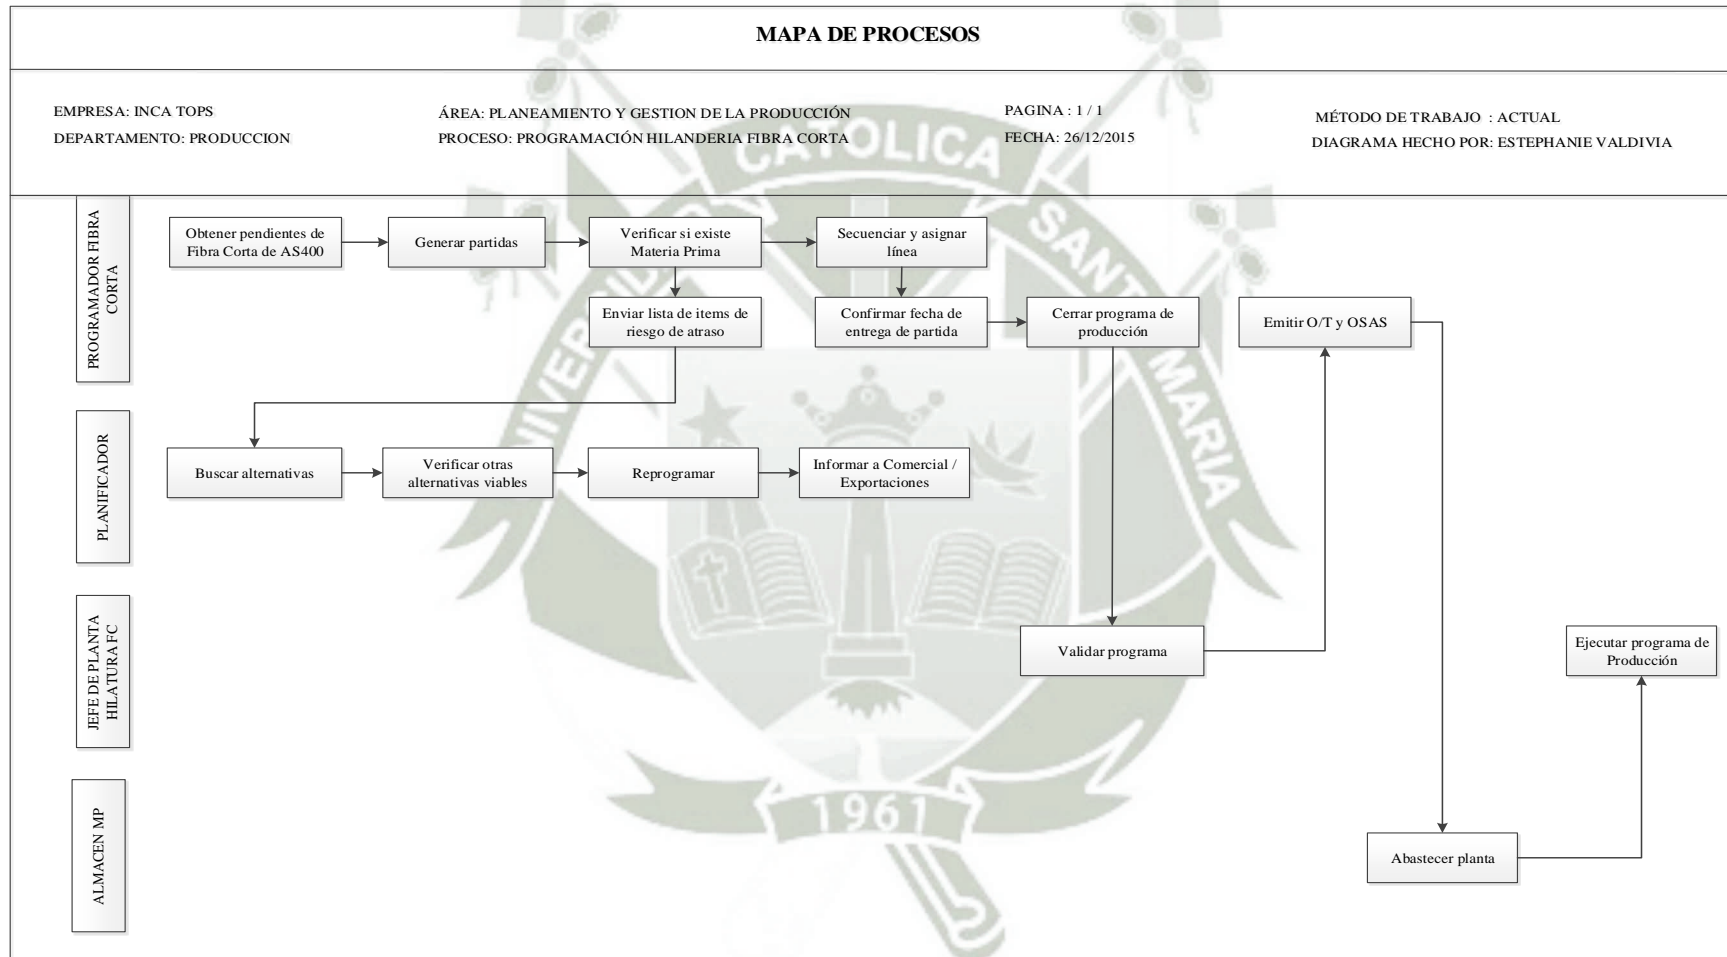 MAPA DE PROCESOS
EMPRESA: INCA TOPS
DEPARTAMENTO: PRODUCCION
ÁREA: PLANEAMIENTO Y GESTION DE LA PRODUCCIÓN
PROCESO: PROGRAMACIÓN HILANDERIA FIBRA CORTA
PAGINA : 1 / 1
FECHA: 26/12/2015
MÉTODO DE TRABAJO : ACTUAL
DIAGRAMA HECHO POR: ESTEPHANIE VALDIVIA
PROGRAMADOR FIBRA
CORTA
Obtener pendientes de
Fibra Corta de AS400
Generar partidas
Verificar si existe
Materia Prima
Secuenciar y asignar
línea
Enviar lista de items de
riesgo de atraso
Confirmar fecha de
entrega de partida
Cerrar programa de
producción
Emitir O/T y OSAS
PLANIFICADOR
Buscar alternativas
Verificar otras
alternativas viables
Reprogramar
Informar a Comercial /
Exportaciones
JEFE DE PLANTA
HILATURA FC
Validar programa
Ejecutar programa de
Producción
ALMACEN MP
Abastecer planta
UNIVERSIDAD CATOLICA SANTA MARIA
1961